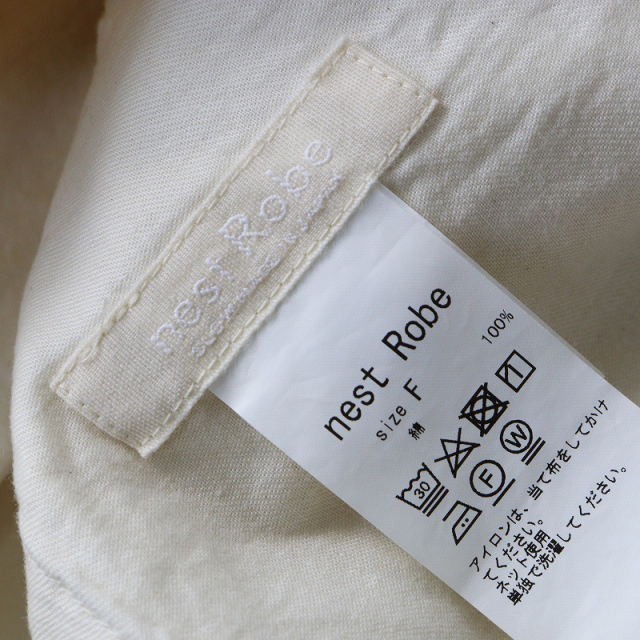 nest Robe
nest Robe
size F
綿 100%
30
F W
アイロンは、当て布をしてかけ
てください。
ネット使用。
単独で洗濯してください。